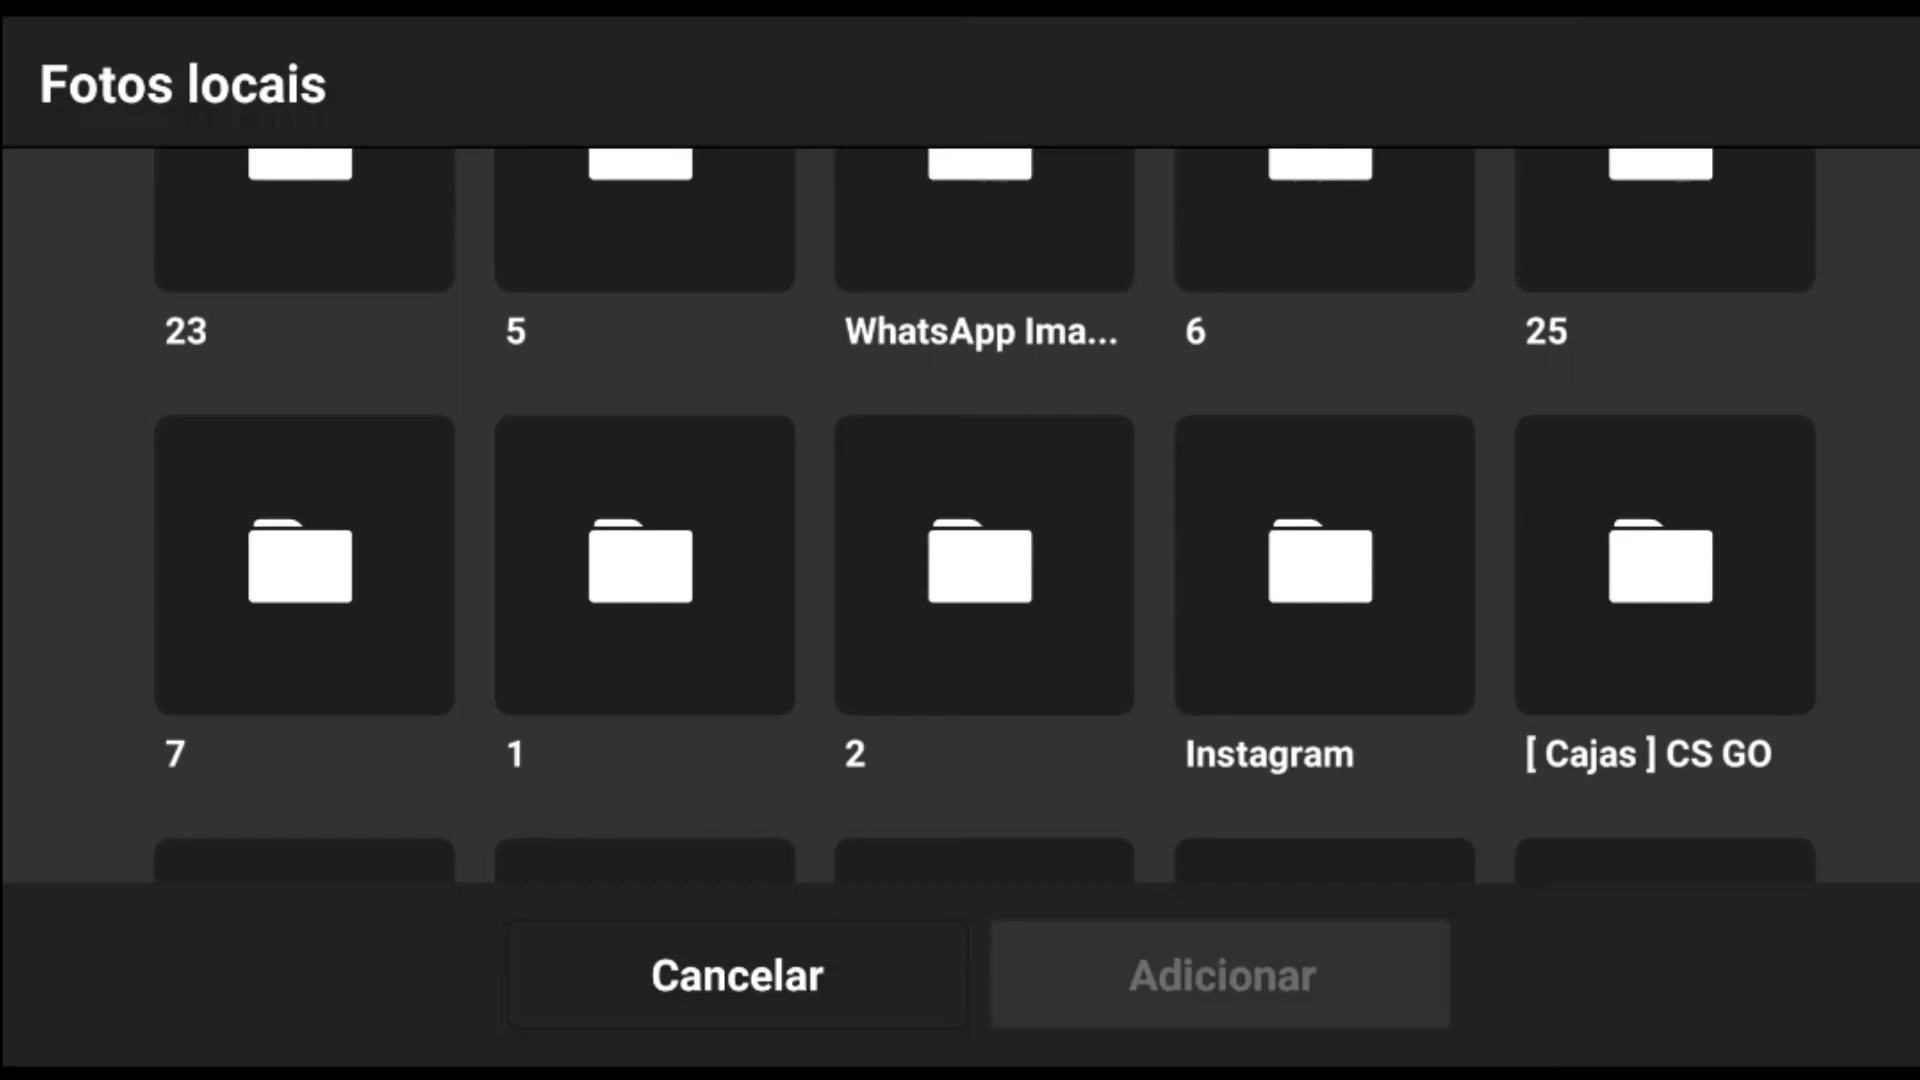 Fotos locais
23
5
WhatsApp Ima...
6
25
7
1
2
Instagram
[ Cajas ] CS GO
Cancelar
Adicionar